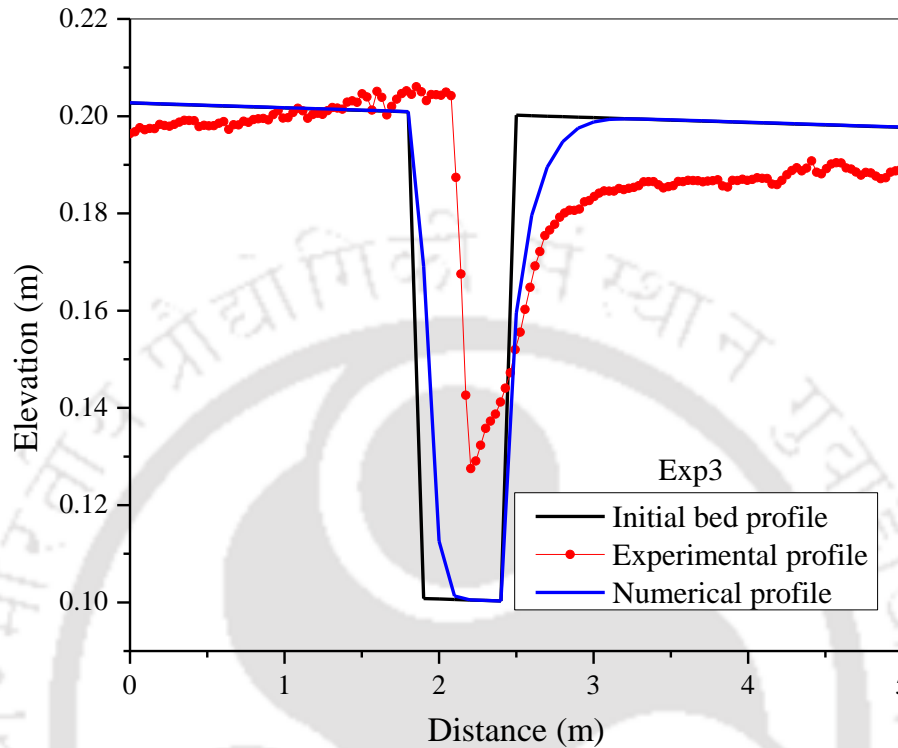 0.22
0.20
0.18
0.16
0.14
0.12
0.10
Elevation (m)
Exp3
Initial bed profile
Experimental profile
Numerical profile
0 1 2 3 4 5
Distance (m)